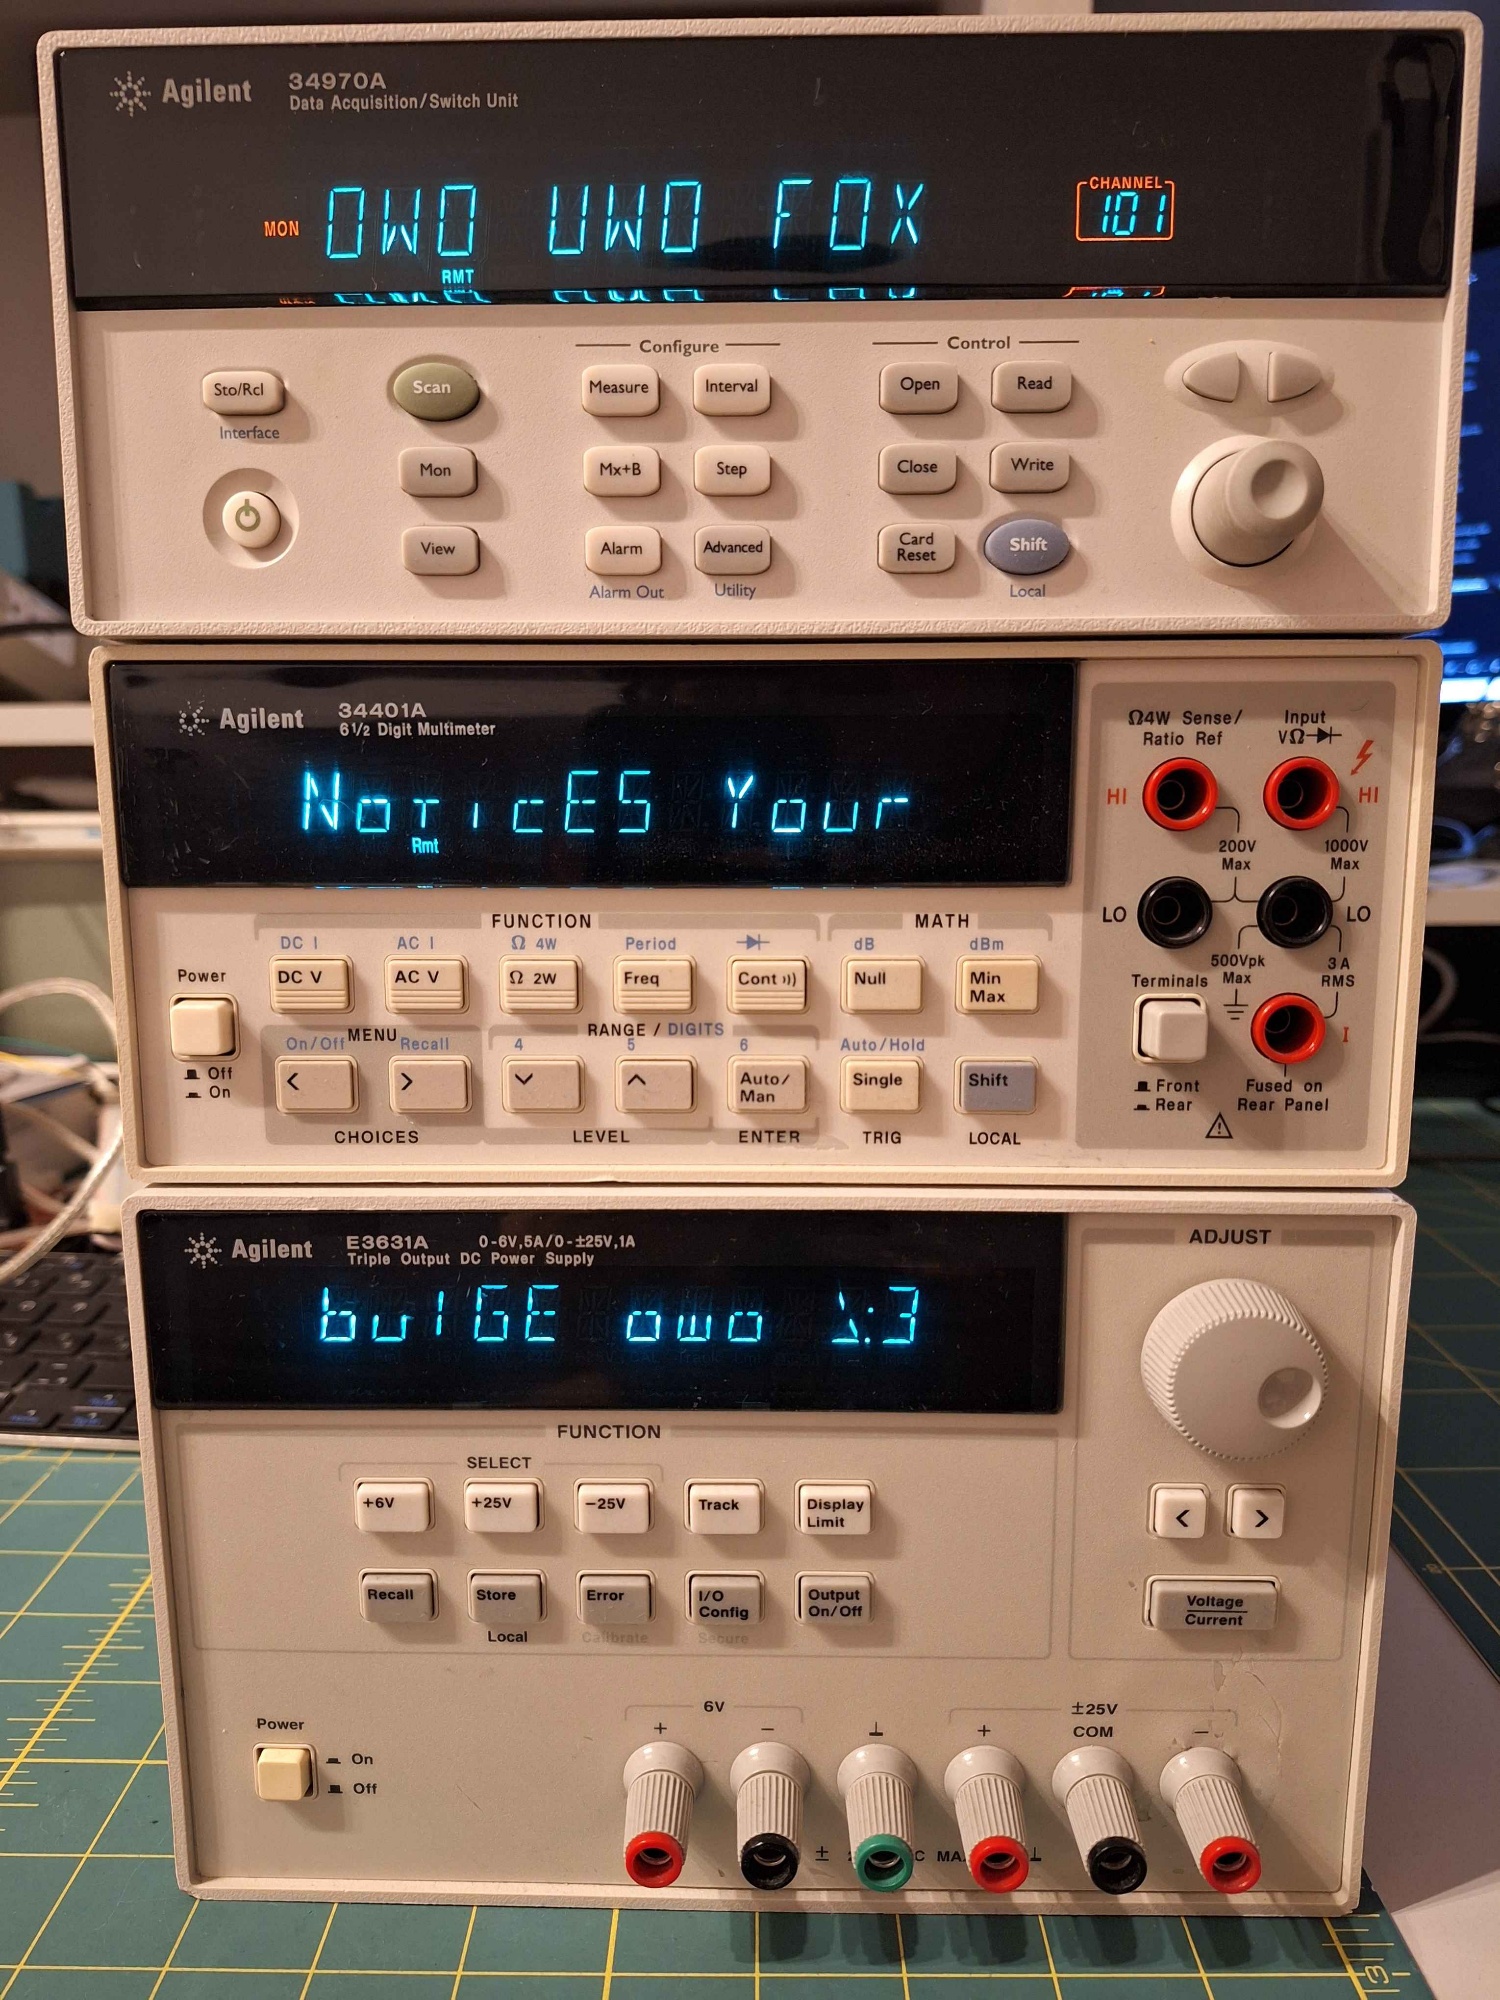 Agilent 34970A
Data Acquisition/Switch Unit
MON OWO UWO FOX CHANNEL 101
RMT
Configure Control
Sto/Rcl Scan Measure Interval Open Read
Interface
Mon Mx+B Step Close Write
View Alarm Advanced Card Reset Shift
Alarm Out Utility Local
Agilent 34401A
6½ Digit Multimeter
NoticES Your
Rmt
Ω4W Sense/ Ratio Ref
Input VΩ
HI HI
200V Max 1000V Max
LO LO
500Vpk Max 3 A RMS
Terminals
I
Front
Rear
Fused on Rear Panel
FUNCTION MATH
DC I AC I Ω 4W Period dB dBm
Power DC V AC V Ω 2W Freq Cont Null Min Max
MENU RANGE / DIGITS
On/Off Recall 4 5 6 Auto/Hold
Off
On
< > Auto/ Man Single Shift
CHOICES LEVEL ENTER TRIG LOCAL
Agilent E3631A 0-6V,5A/0-±25V,1A
Triple Output DC Power Supply
bulGE owo :3
ADJUST
FUNCTION
SELECT
+6V +25V -25V Track Display Limit
< >
Recall Store Error I/O Config Output On/Off
Local Calibrate Secure
Voltage
Current
6V ±25V
+ - + COM -
Power
On
Off